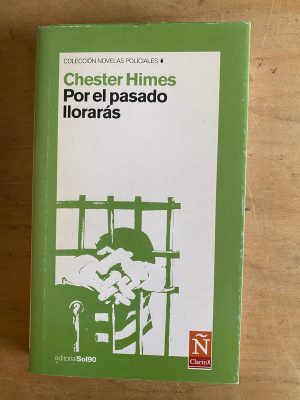 COLECCIÓN NOVELAS POLICIALES
Chester Himes
Por el pasado
llorarás
editorialSol90
Ñ
Clarín